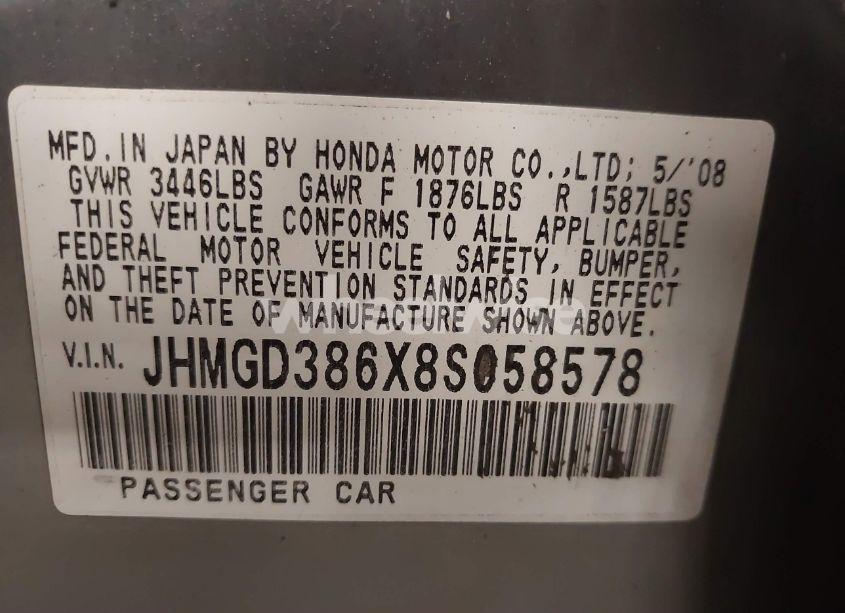 MFD. IN JAPAN BY HONDA MOTOR CO.,LTD; 5/'08
GVWR 3446LBS GAWR F 1876LBS R 1587LBS
THIS VEHICLE CONFORMS TO ALL APPLICABLE
FEDERAL MOTOR VEHICLE SAFETY, BUMPER,
AND THEFT PREVENTION STANDARDS IN EFFECT
ON THE DATE OF MANUFACTURE SHOWN ABOVE.
V.I.N. JHMGD386X8S058578
PASSENGER CAR